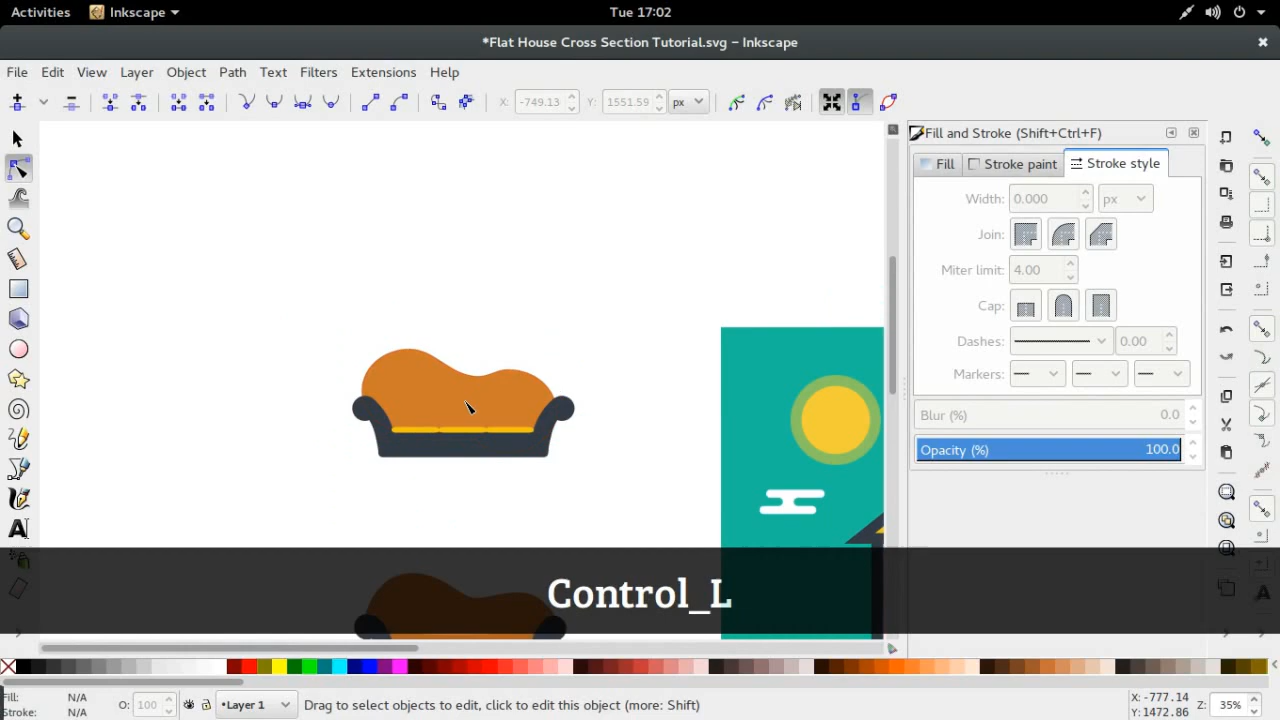 Activities Inkscape Tue 17:02
*Flat House Cross Section Tutorial.svg – Inkscape
File Edit View Layer Object Path Text Filters Extensions Help
X: -749.13 Y: 1551.59 px
Fill and Stroke (Shift+Ctrl+F)
Fill Stroke paint Stroke style
Width: 0.000 px
Join:
Miter limit: 4.00
Cap:
Dashes: 0.00
Markers:
Blur (%) 0.0
Opacity (%) 100.0
Control_L
Fill: N/A
Stroke: N/A
O: 100
•Layer 1
Drag to select objects to edit, click to edit this object (more: Shift)
X: -777.14
Y: 1472.86
Z: 35%